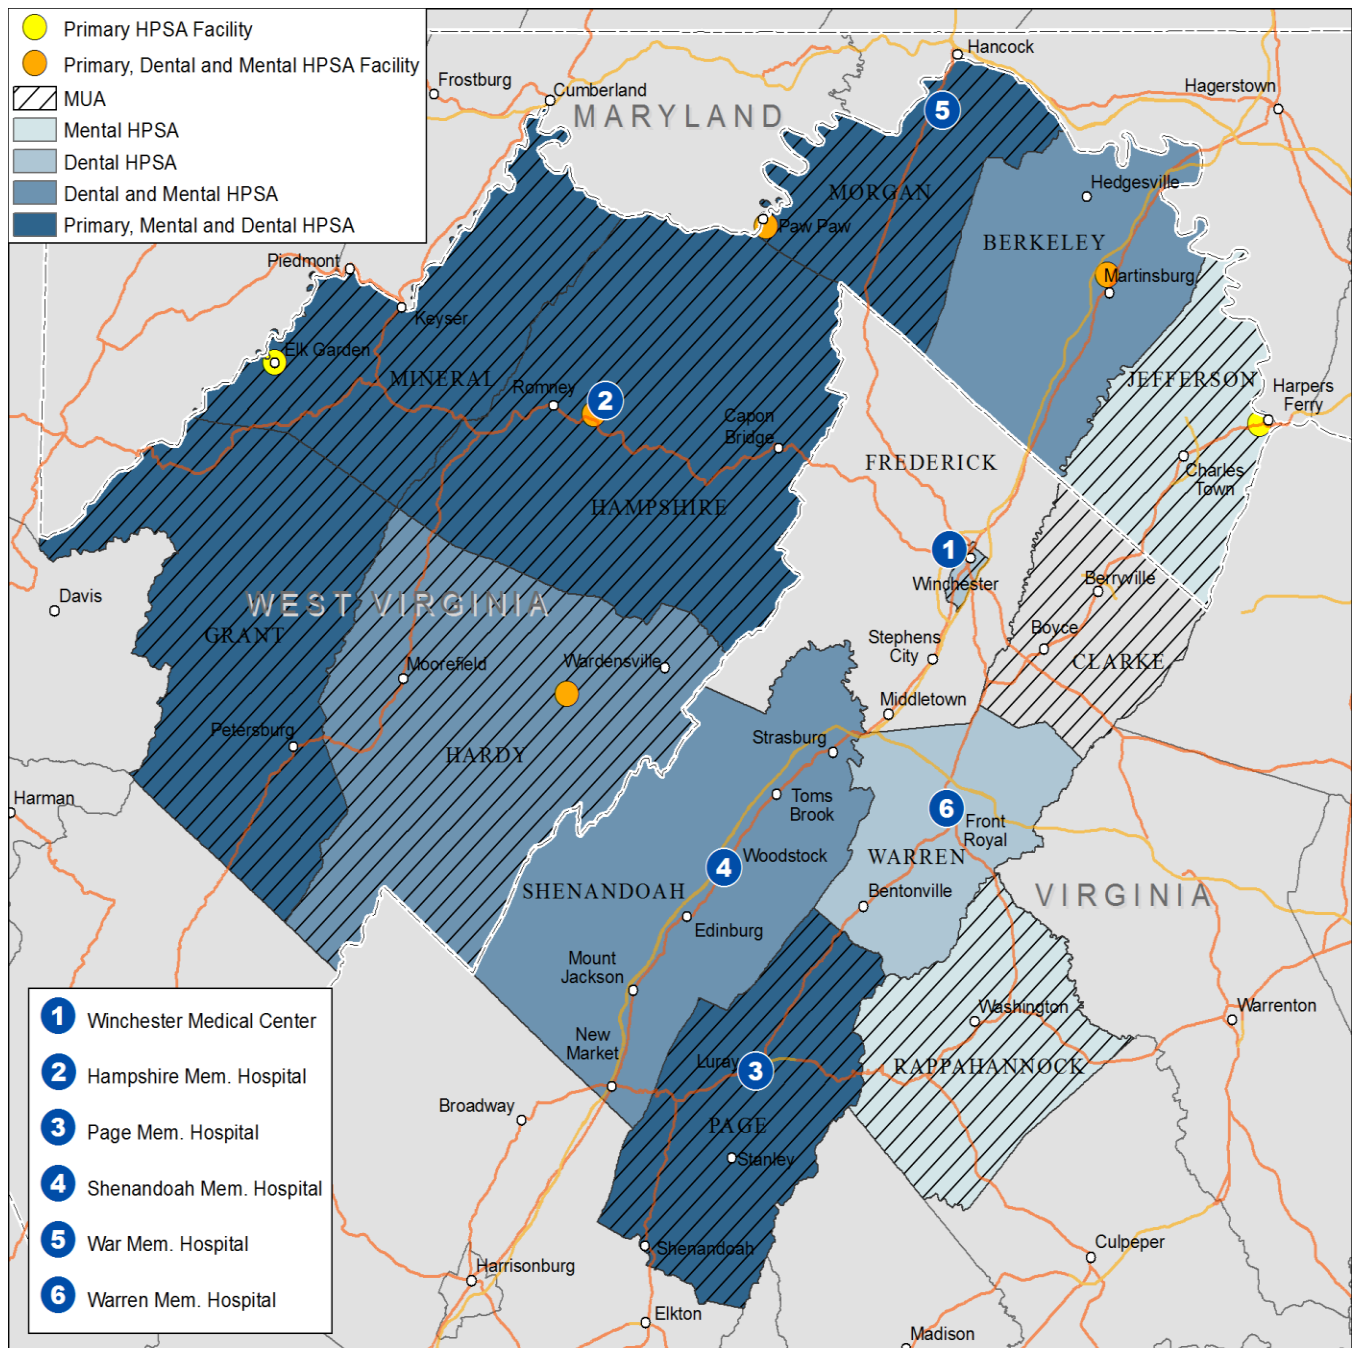 Primary HPSA Facility
Primary, Dental and Mental HPSA Facility
MUA
Mental HPSA
Dental HPSA
Dental and Mental HPSA
Primary, Mental and Dental HPSA
Hancock
Frostburg
Cumberland
Hagerstown
MARYLAND
5
Hedgesville
MORGAN
Paw Paw
BERKELEY
Piedmont
Martinsburg
Keyser
Elk Garden
MINERAL
Romney
2
JEFFERSON
Harpers
Ferry
Capon
Bridge
FREDERICK
Charles
Town
HAMPSHIRE
1
Winchester
Berryville
Davis
WEST VIRGINIA
GRANT
Boyce
Stephens
City
CLARKE
Moorefield
Wardensville
Middletown
Petersburg
Strasburg
HARDY
Harman
Toms
Brook
6
Front
Royal
Woodstock
WARREN
4
SHENANDOAH
Bentonville
VIRGINIA
Edinburg
Mount
Jackson
Washington
Warrenton
New
Market
Luray
3
RAPPAHANNOCK
Broadway
PAGE
Stanley
Shenandoah
Culpeper
Harrisonburg
Elkton
Madison
1 Winchester Medical Center
2 Hampshire Mem. Hospital
3 Page Mem. Hospital
4 Shenandoah Mem. Hospital
5 War Mem. Hospital
6 Warren Mem. Hospital